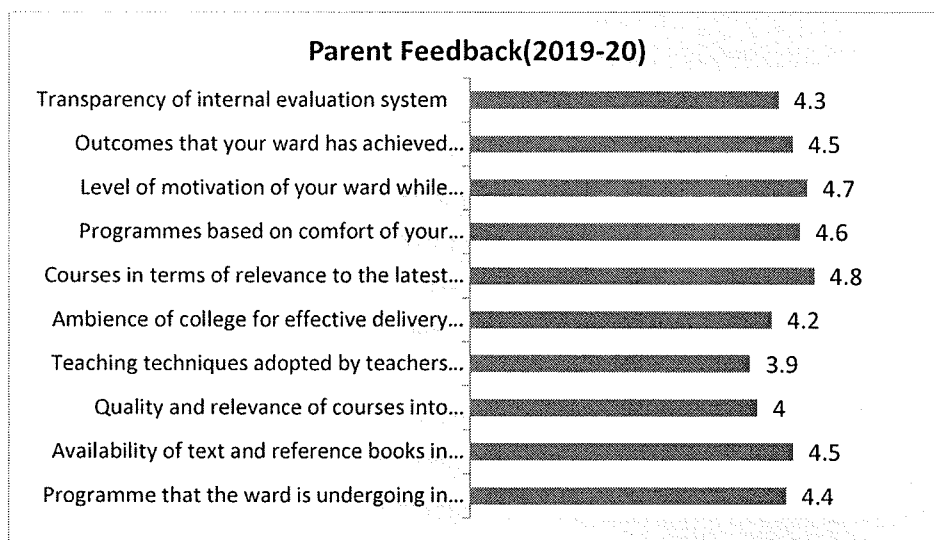 Parent Feedback(2019-20)
Transparency of internal evaluation system 4.3
Outcomes that your ward has achieved... 4.5
Level of motivation of your ward while... 4.7
Programmes based on comfort of your... 4.6
Courses in terms of relevance to the latest... 4.8
Ambience of college for effective delivery... 4.2
Teaching techniques adopted by teachers... 3.9
Quality and relevance of courses into... 4
Availability of text and reference books in... 4.5
Programme that the ward is undergoing in... 4.4